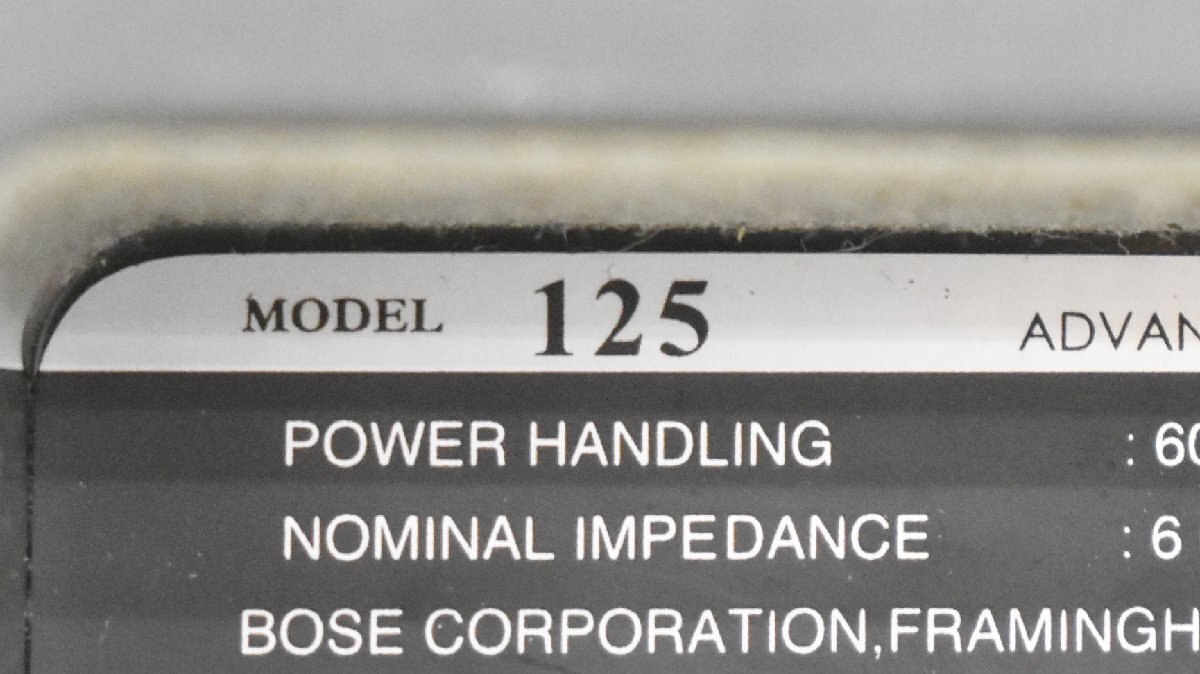 MODEL 125 ADVAN
POWER HANDLING : 60
NOMINAL IMPEDANCE : 6
BOSE CORPORATION,FRAMINGH